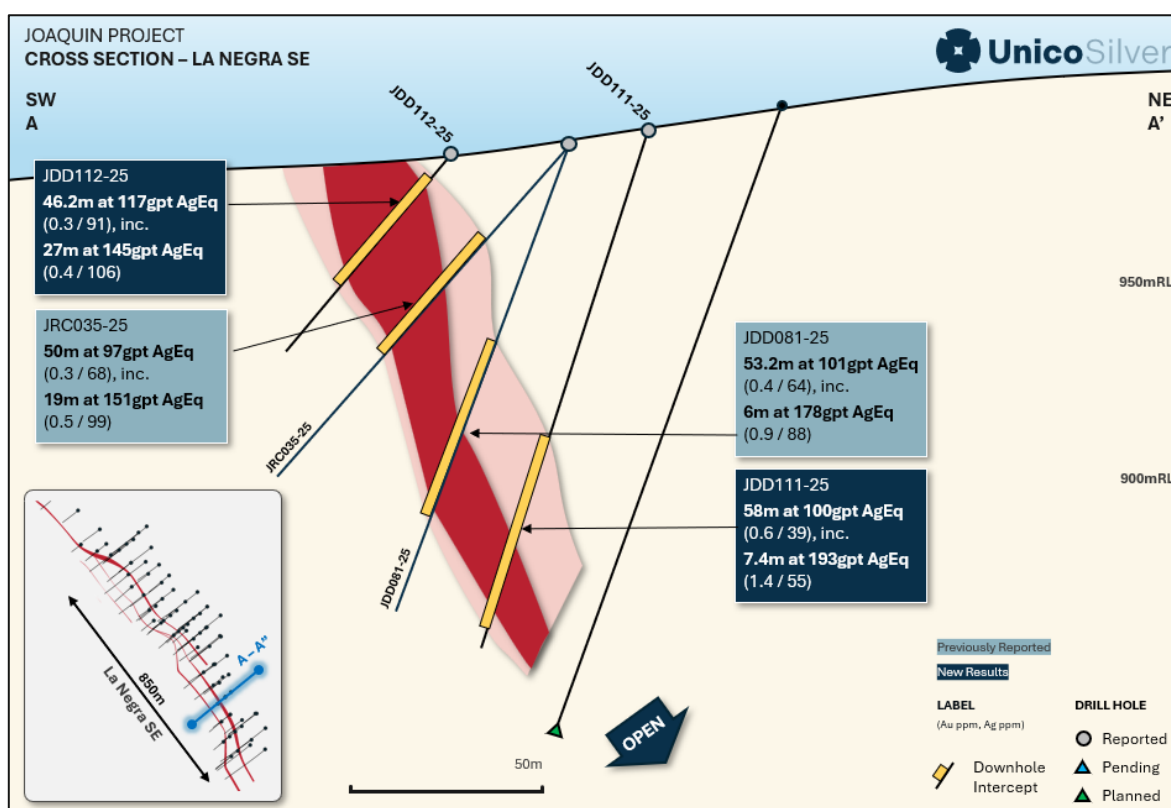 JOAQUIN PROJECT
CROSS SECTION – LA NEGRA SE
UnicoSilver
SW
A
NE
A'
JDD112-25
JDD111-25
JDD112-25
46.2m at 117gpt AgEq
(0.3 / 91), inc.
27m at 145gpt AgEq
(0.4 / 106)
JRC035-25
50m at 97gpt AgEq
(0.3 / 68), inc.
19m at 151gpt AgEq
(0.5 / 99)
950mRL
JDD081-25
53.2m at 101gpt AgEq
(0.4 / 64), inc.
6m at 178gpt AgEq
(0.9 / 88)
JDD111-25
58m at 100gpt AgEq
(0.6 / 39), inc.
7.4m at 193gpt AgEq
(1.4 / 55)
900mRL
JRC035-25
JDD081-25
A – A"
850m
La Negra SE
OPEN
50m
Previously Reported
New Results
LABEL
(Au ppm, Ag ppm)
Downhole
Intercept
DRILL HOLE
Reported
Pending
Planned